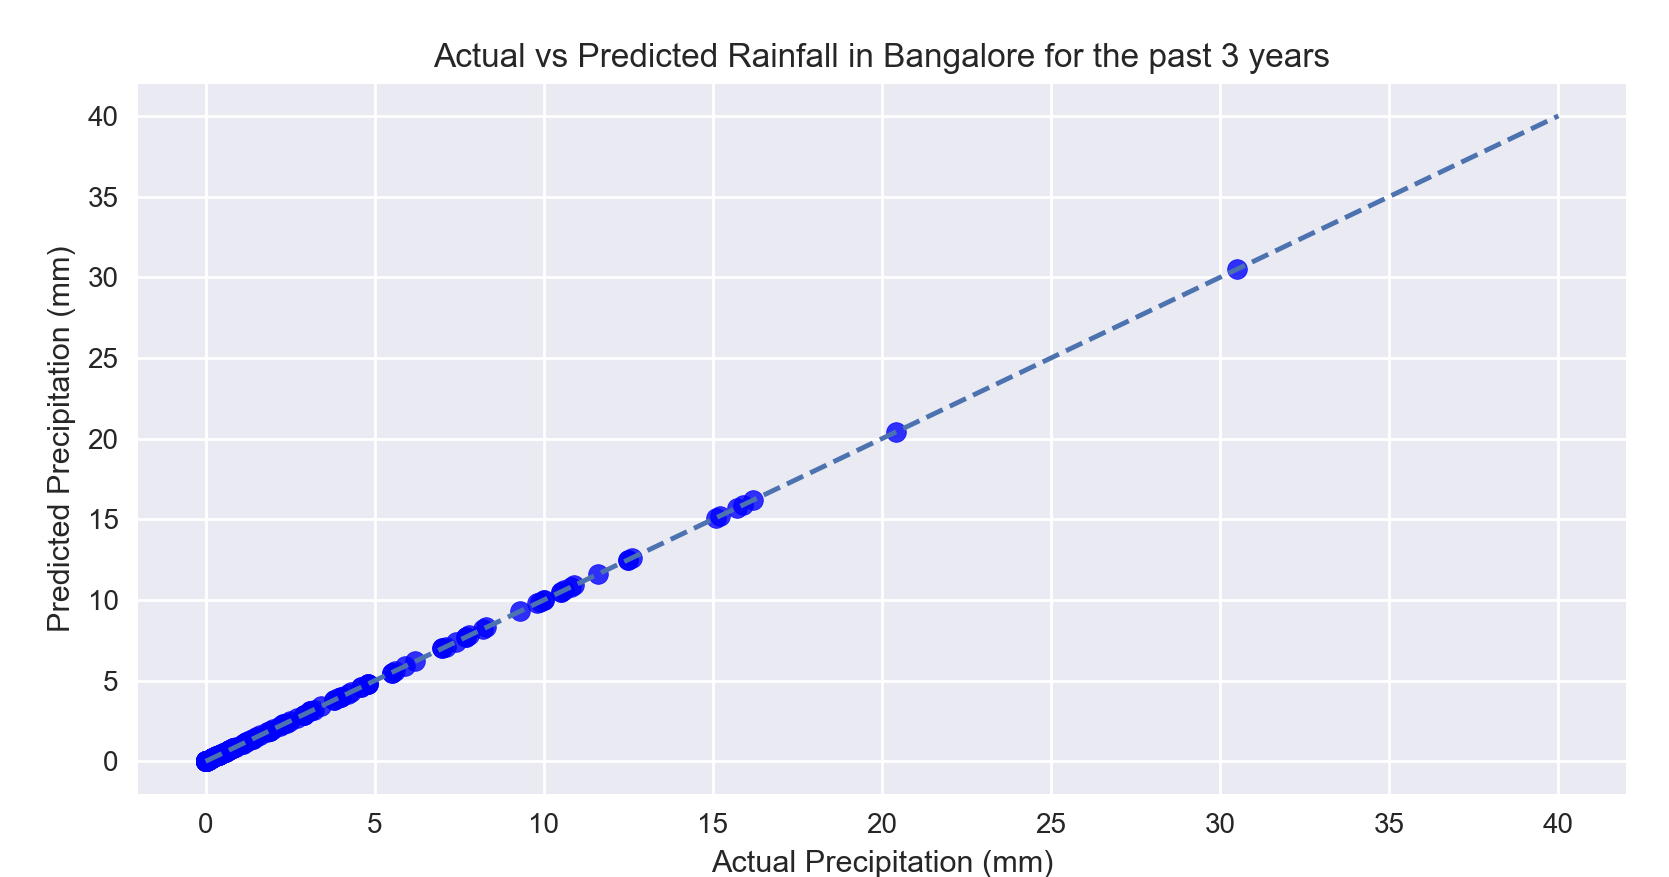 Actual vs Predicted Rainfall in Bangalore for the past 3 years
40
35
30
25
20
15
10
5
0
Predicted Precipitation (mm)
0 5 10 15 20 25 30 35 40
Actual Precipitation (mm)